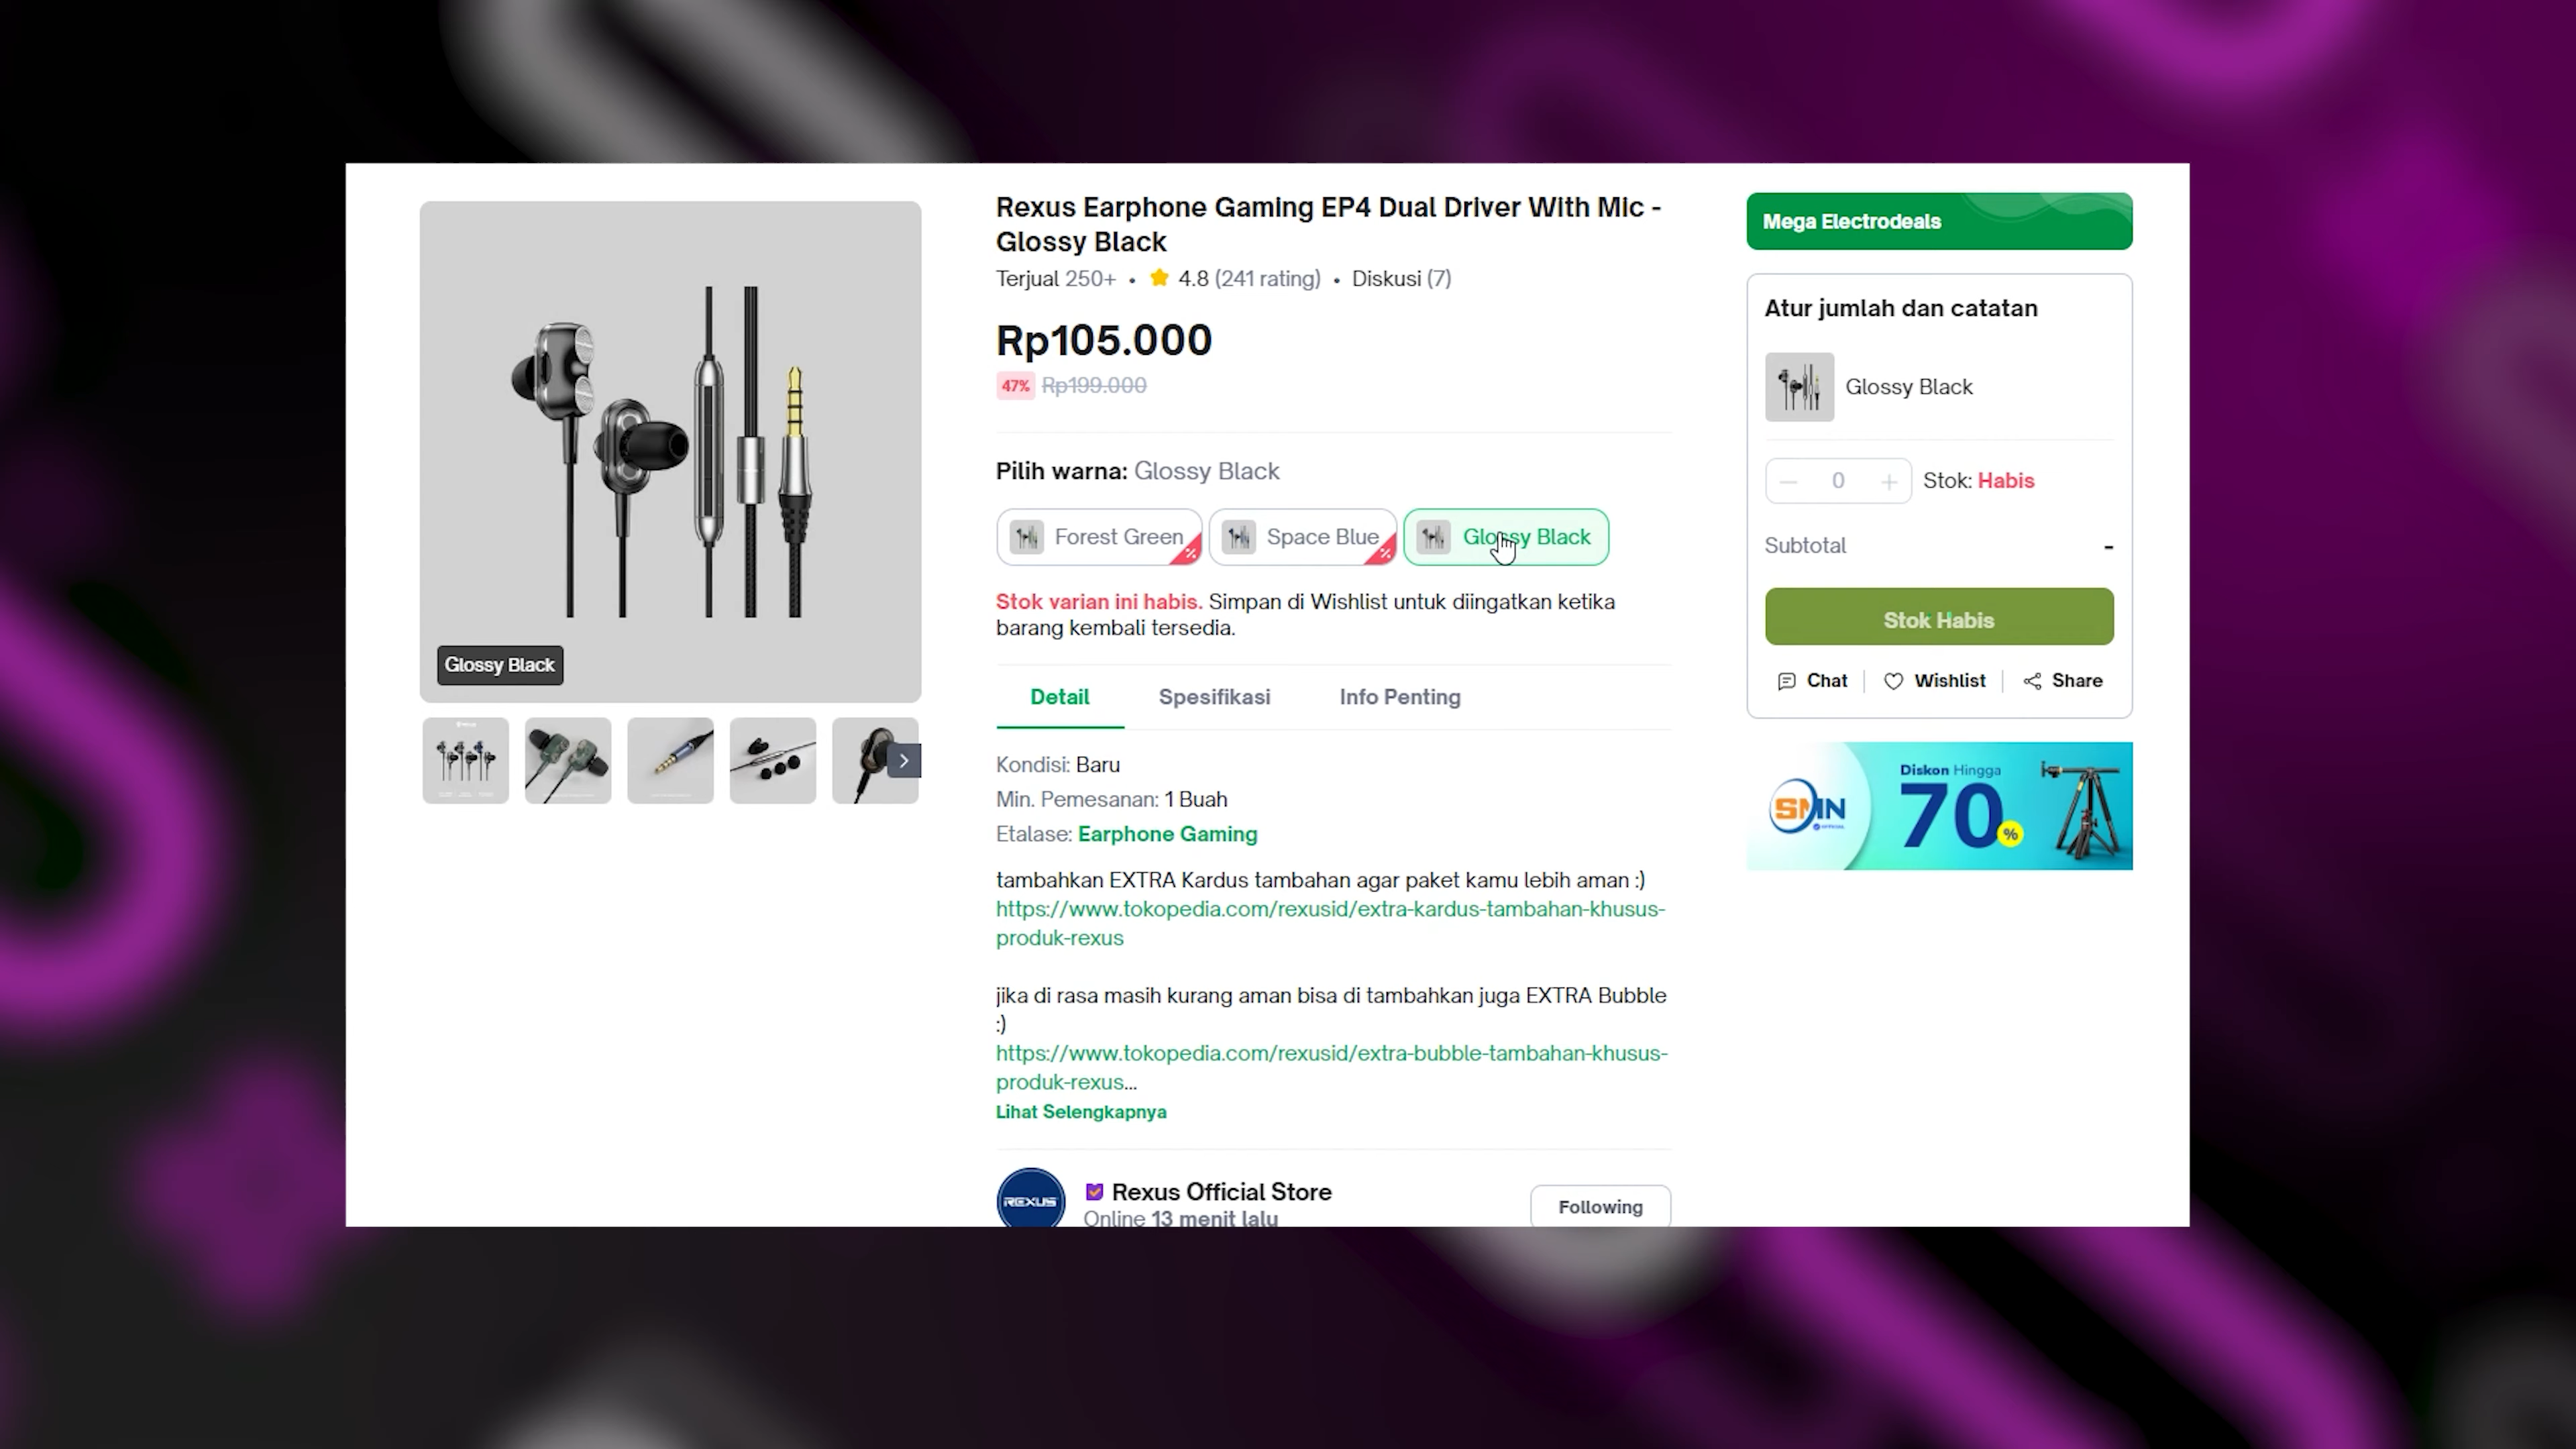 Rexus Earphone Gaming EP4 Dual Driver With Mic -
Glossy Black
Terjual 250+ • 4.8 (241 rating) • Diskusi (7)
Rp105.000
47% Rp199.000
Pilih warna: Glossy Black
Forest Green
Space Blue
Glossy Black
Stok varian ini habis. Simpan di Wishlist untuk diingatkan ketika
barang kembali tersedia.
Glossy Black
Detail
Spesifikasi
Info Penting
Kondisi: Baru
Min. Pemesanan: 1 Buah
Etalase: Earphone Gaming
tambahkan EXTRA Kardus tambahan agar paket kamu lebih aman :)
https://www.tokopedia.com/rexusid/extra-kardus-tambahan-khusus-
produk-rexus
jika di rasa masih kurang aman bisa di tambahkan juga EXTRA Bubble
:)
https://www.tokopedia.com/rexusid/extra-bubble-tambahan-khusus-
produk-rexus...
Lihat Selengkapnya
REXUS
Rexus Official Store
Online 13 menit lalu
Following
Mega Electrodeals
Atur jumlah dan catatan
Glossy Black
0
Stok: Habis
Subtotal
-
Stok Habis
Chat
Wishlist
Share
SMN
Diskon Hingga
70%